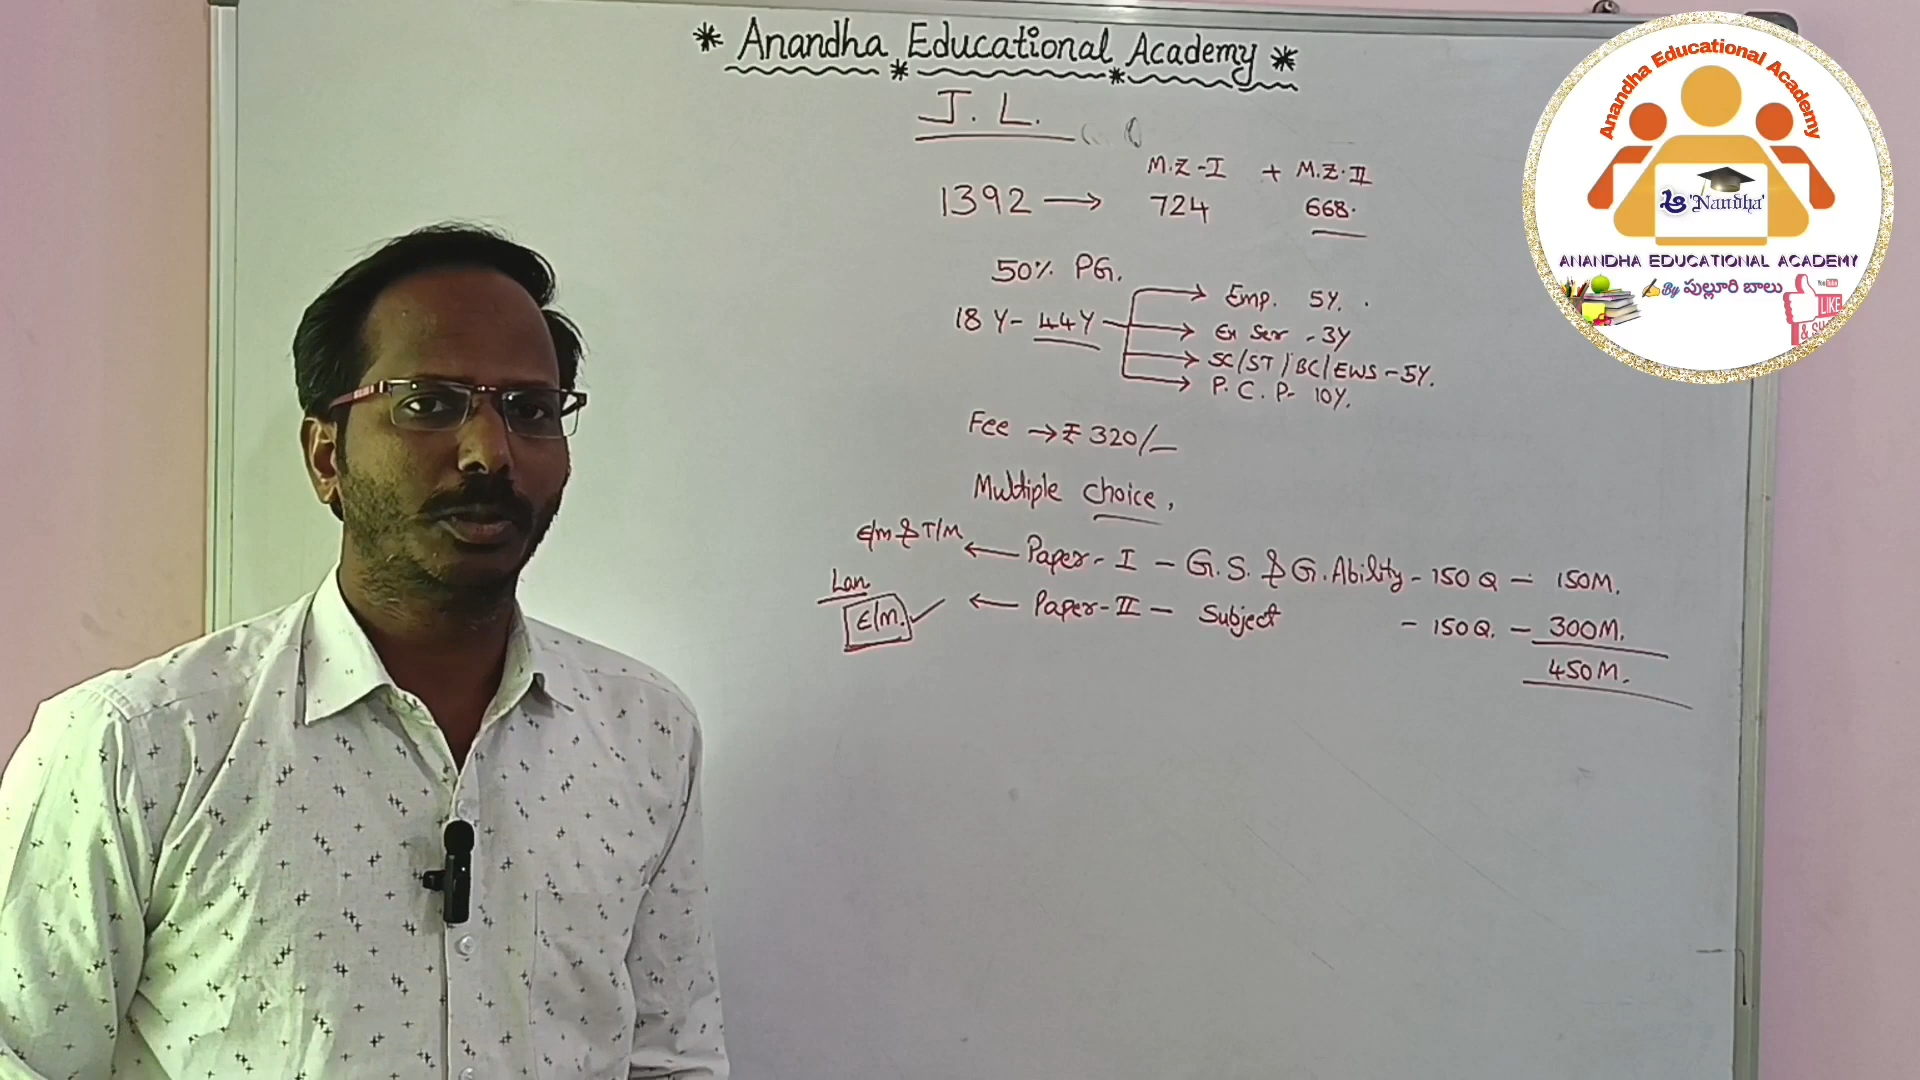 * Anandha Educational Academy *
J. L.
M.Z-I + M.Z.II
1392 → 724 668.
50% PG.
18 Y - 44Y
Emp. 5Y.
Ex Ser - 3Y
SC/ST/BC/EWS - 5Y.
P.C.P- 10Y.
Fee → ₹ 320/-
Multiple choice,
E/m & T/M ← Paper - I - G.S. & G.Ability - 150 Q - 150M.
Lan
E/M. ← Paper-II - Subject - 150Q. - 300M.
450M.
Anandha Educational Academy
'Nandha'
ANANDHA EDUCATIONAL ACADEMY
By పుల్లూరి బాలు
LIKE